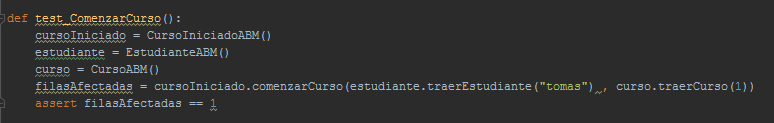 def test_ComenzarCurso():
    cursoIniciado = CursoIniciadoABM()
    estudiante = EstudianteABM()
    curso = CursoABM()
    filasAfectadas = cursoIniciado.comenzarCurso(estudiante.traerEstudiante("tomas") , curso.traerCurso(1))
    assert filasAfectadas == 1